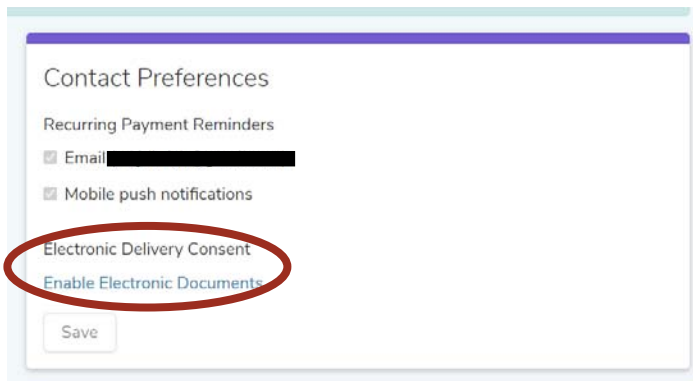 Contact Preferences
Recurring Payment Reminders
Email
Mobile push notifications
Electronic Delivery Consent
Enable Electronic Documents
Save